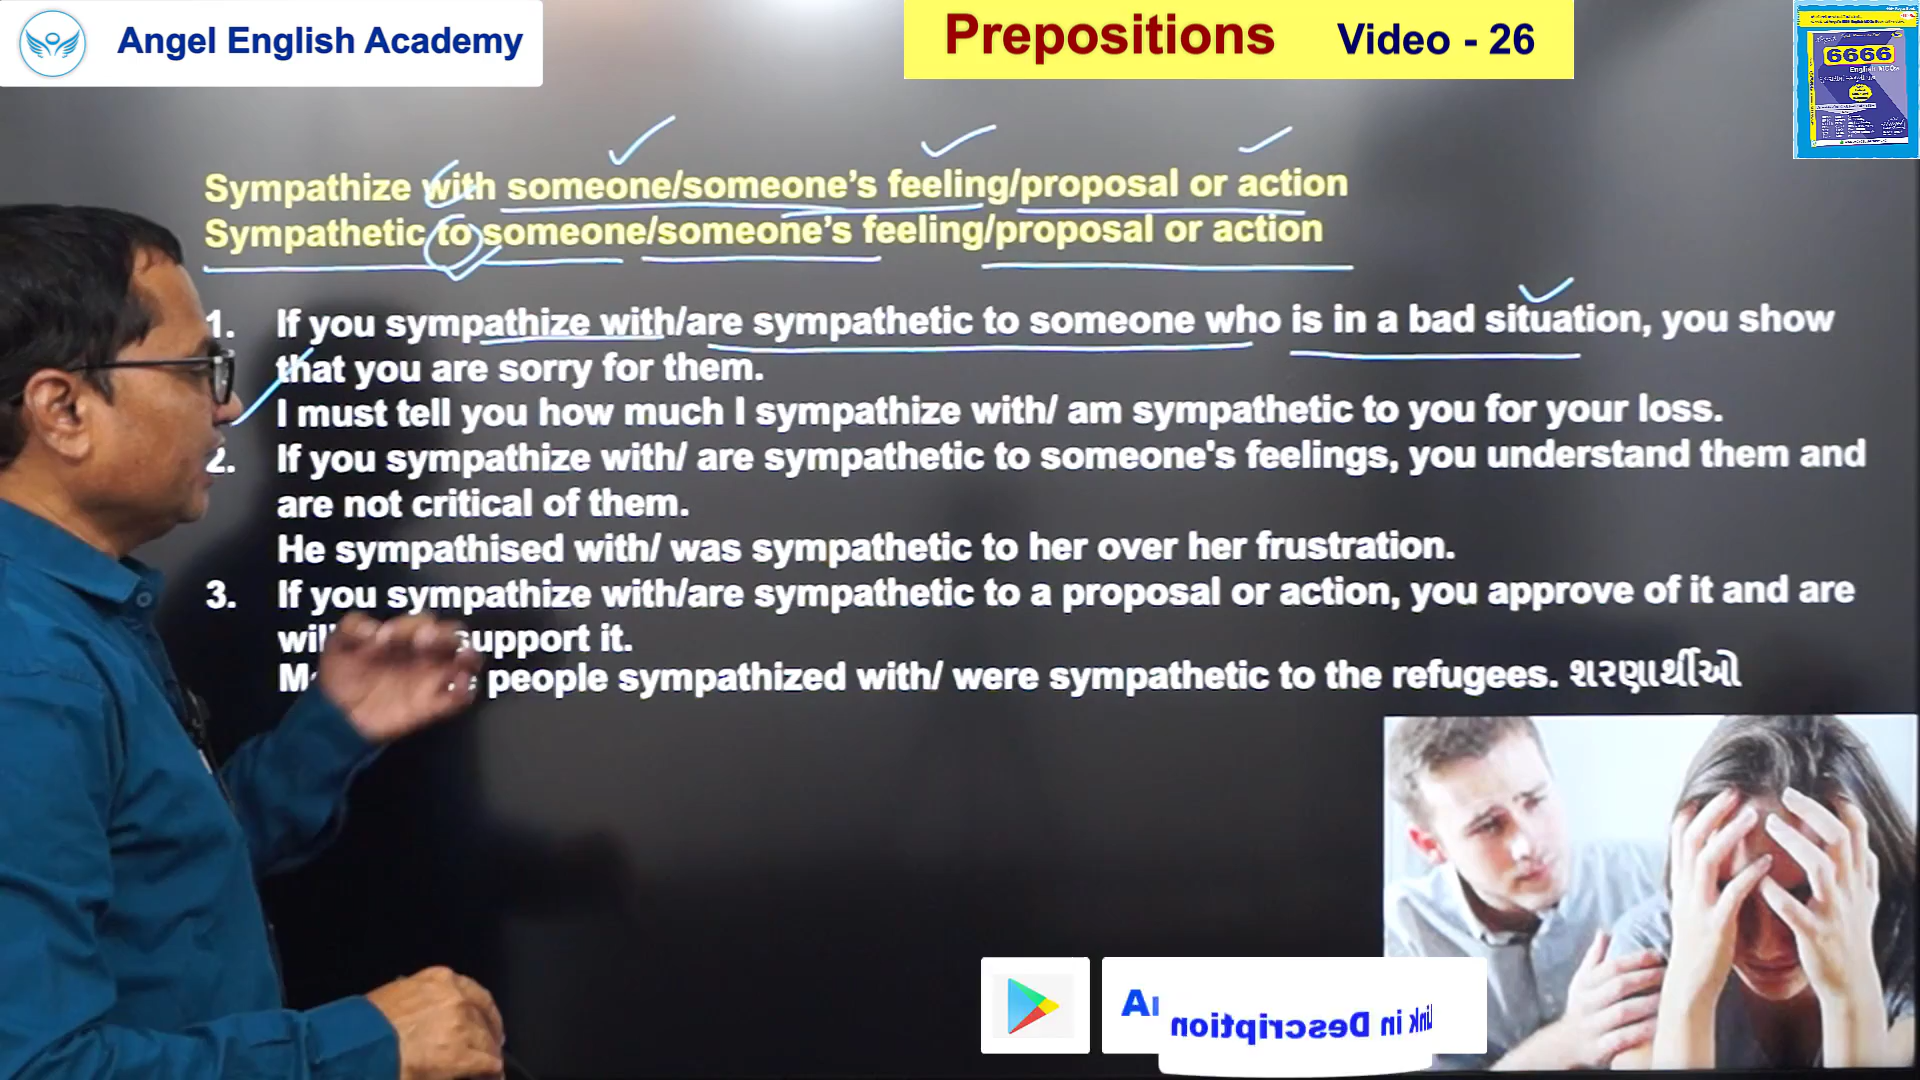 Angel English Academy
Prepositions Video - 26
6666
English MCQs
Sympathize with someone/someone's feeling/proposal or action
Sympathetic to someone/someone's feeling/proposal or action
1. If you sympathize with/are sympathetic to someone who is in a bad situation, you show
that you are sorry for them.
I must tell you how much I sympathize with/ am sympathetic to you for your loss.
2. If you sympathize with/ are sympathetic to someone's feelings, you understand them and
are not critical of them.
He sympathised with/ was sympathetic to her over her frustration.
3. If you sympathize with/are sympathetic to a proposal or action, you approve of it and are
support it.
people sympathized with/ were sympathetic to the refugees. શરણાર્થીઓ
Link in Description